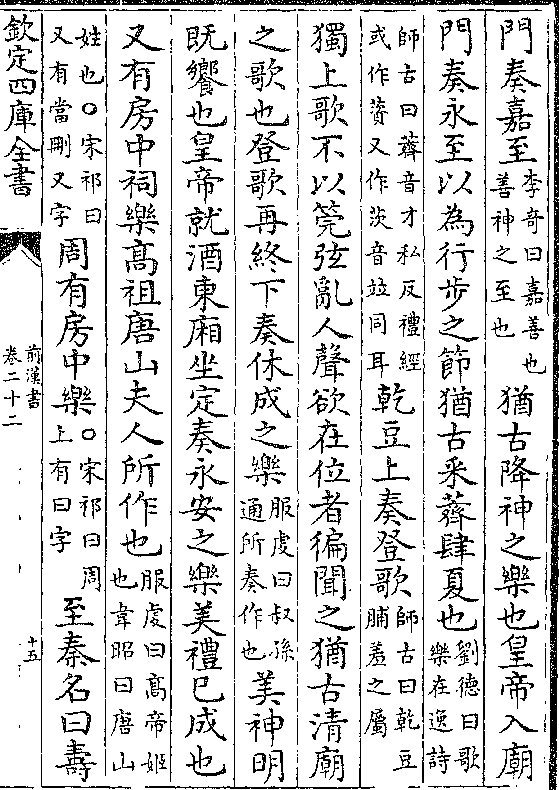 門奏嘉至李奇曰嘉善也善神之至也猶古降神之樂也皇帝入廟
門奏永至以為行步之節猶古采薺肆夏也劉德曰歌樂在逸詩
師古曰薺音才私反禮經或作薋又作茨音竝同耳乾豆上奏登歌師古曰乾豆脯羞之屬
獨上歌不以筦弦亂人聲欲在位者徧聞之猶古清廟
之歌也登歌再終下奏休成之樂服虔曰叔孫通所奏作也美神明
既饗也皇帝就酒東廂坐定奏永安之樂美禮已成也
又有房中祠樂高祖唐山夫人所作也服虔曰高帝姬也韋昭曰唐山
姓也○宋祁曰又有當刪又字周有房中樂○宋祁曰周上有曰字至秦名曰壽
欽定四庫全書
前漢書
卷二十二
十五